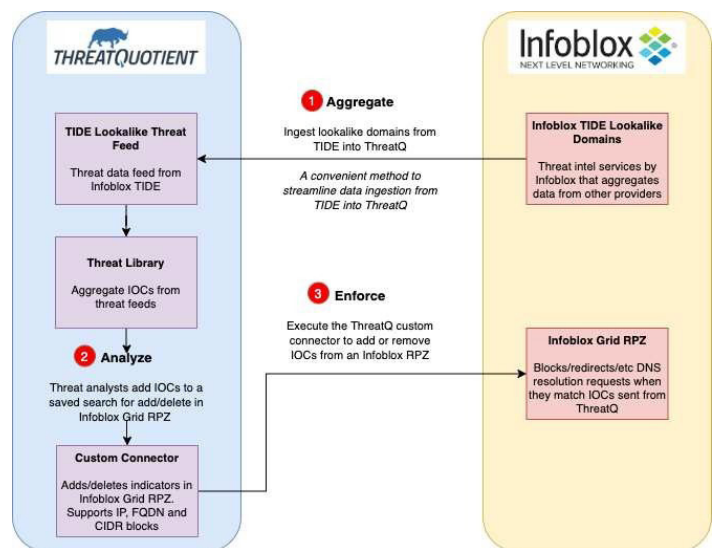 THREATQUOTIENT
Infoblox
NEXT LEVEL NETWORKING
1 Aggregate
Ingest lookalike domains from
TIDE into ThreatQ
A convenient method to
streamline data ingestion from
TIDE into ThreatQ
TIDE Lookalike Threat
Feed
Threat data feed from
Infoblox TIDE
Infoblox TIDE Lookalike
Domains
Threat intel services by
Infoblox that aggregates
data from other providers
Threat Library
Aggregate IOCs from
threat feeds
2 Analyze
Threat analysts add IOCs to a
saved search for add/delete in
Infoblox Grid RPZ
3 Enforce
Execute the ThreatQ custom
connector to add or remove
IOCs from an Infoblox RPZ
Infoblox Grid RPZ
Blocks/redirects/etc DNS
resolution requests when
they match IOCs sent from
ThreatQ
Custom Connector
Adds/deletes indicators in
Infoblox Grid RPZ.
Supports IP, FQDN and
CIDR blocks